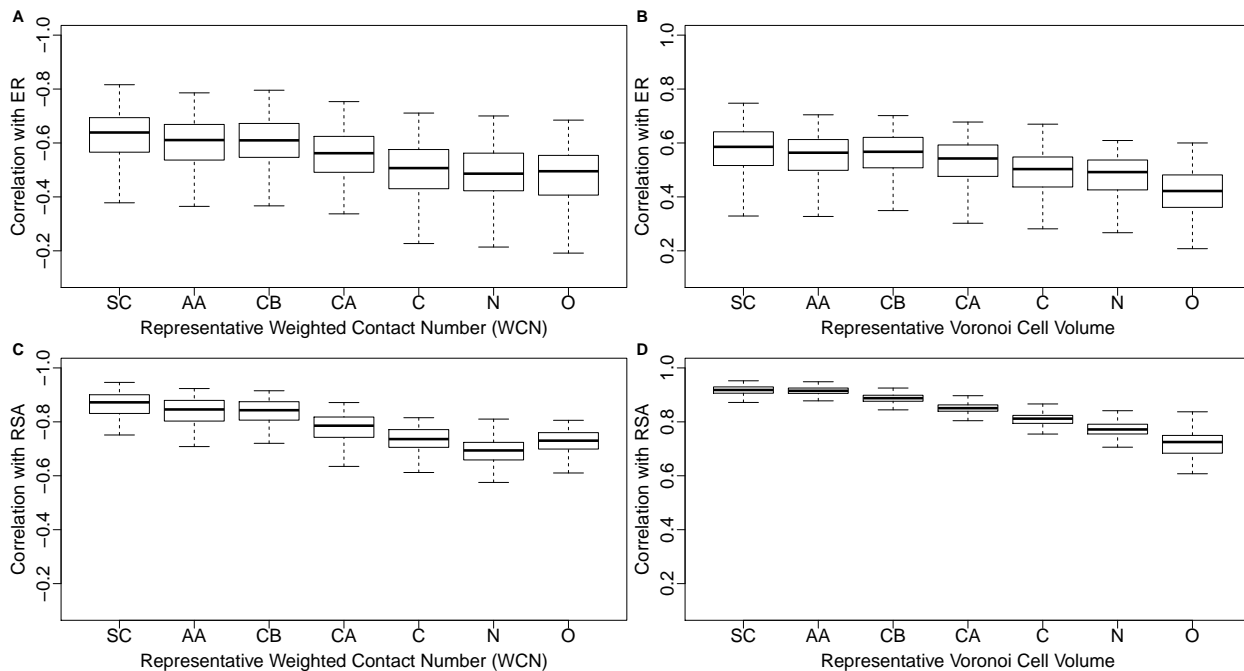 A
Correlation with ER
−1.0
−0.8
−0.6
−0.4
−0.2
SC AA CB CA C N O
Representative Weighted Contact Number (WCN)
B
Correlation with ER
1.0
0.8
0.6
0.4
0.2
SC AA CB CA C N O
Representative Voronoi Cell Volume
C
Correlation with RSA
−1.0
−0.8
−0.6
−0.4
−0.2
SC AA CB CA C N O
Representative Weighted Contact Number (WCN)
D
Correlation with RSA
1.0
0.8
0.6
0.4
0.2
SC AA CB CA C N O
Representative Voronoi Cell Volume